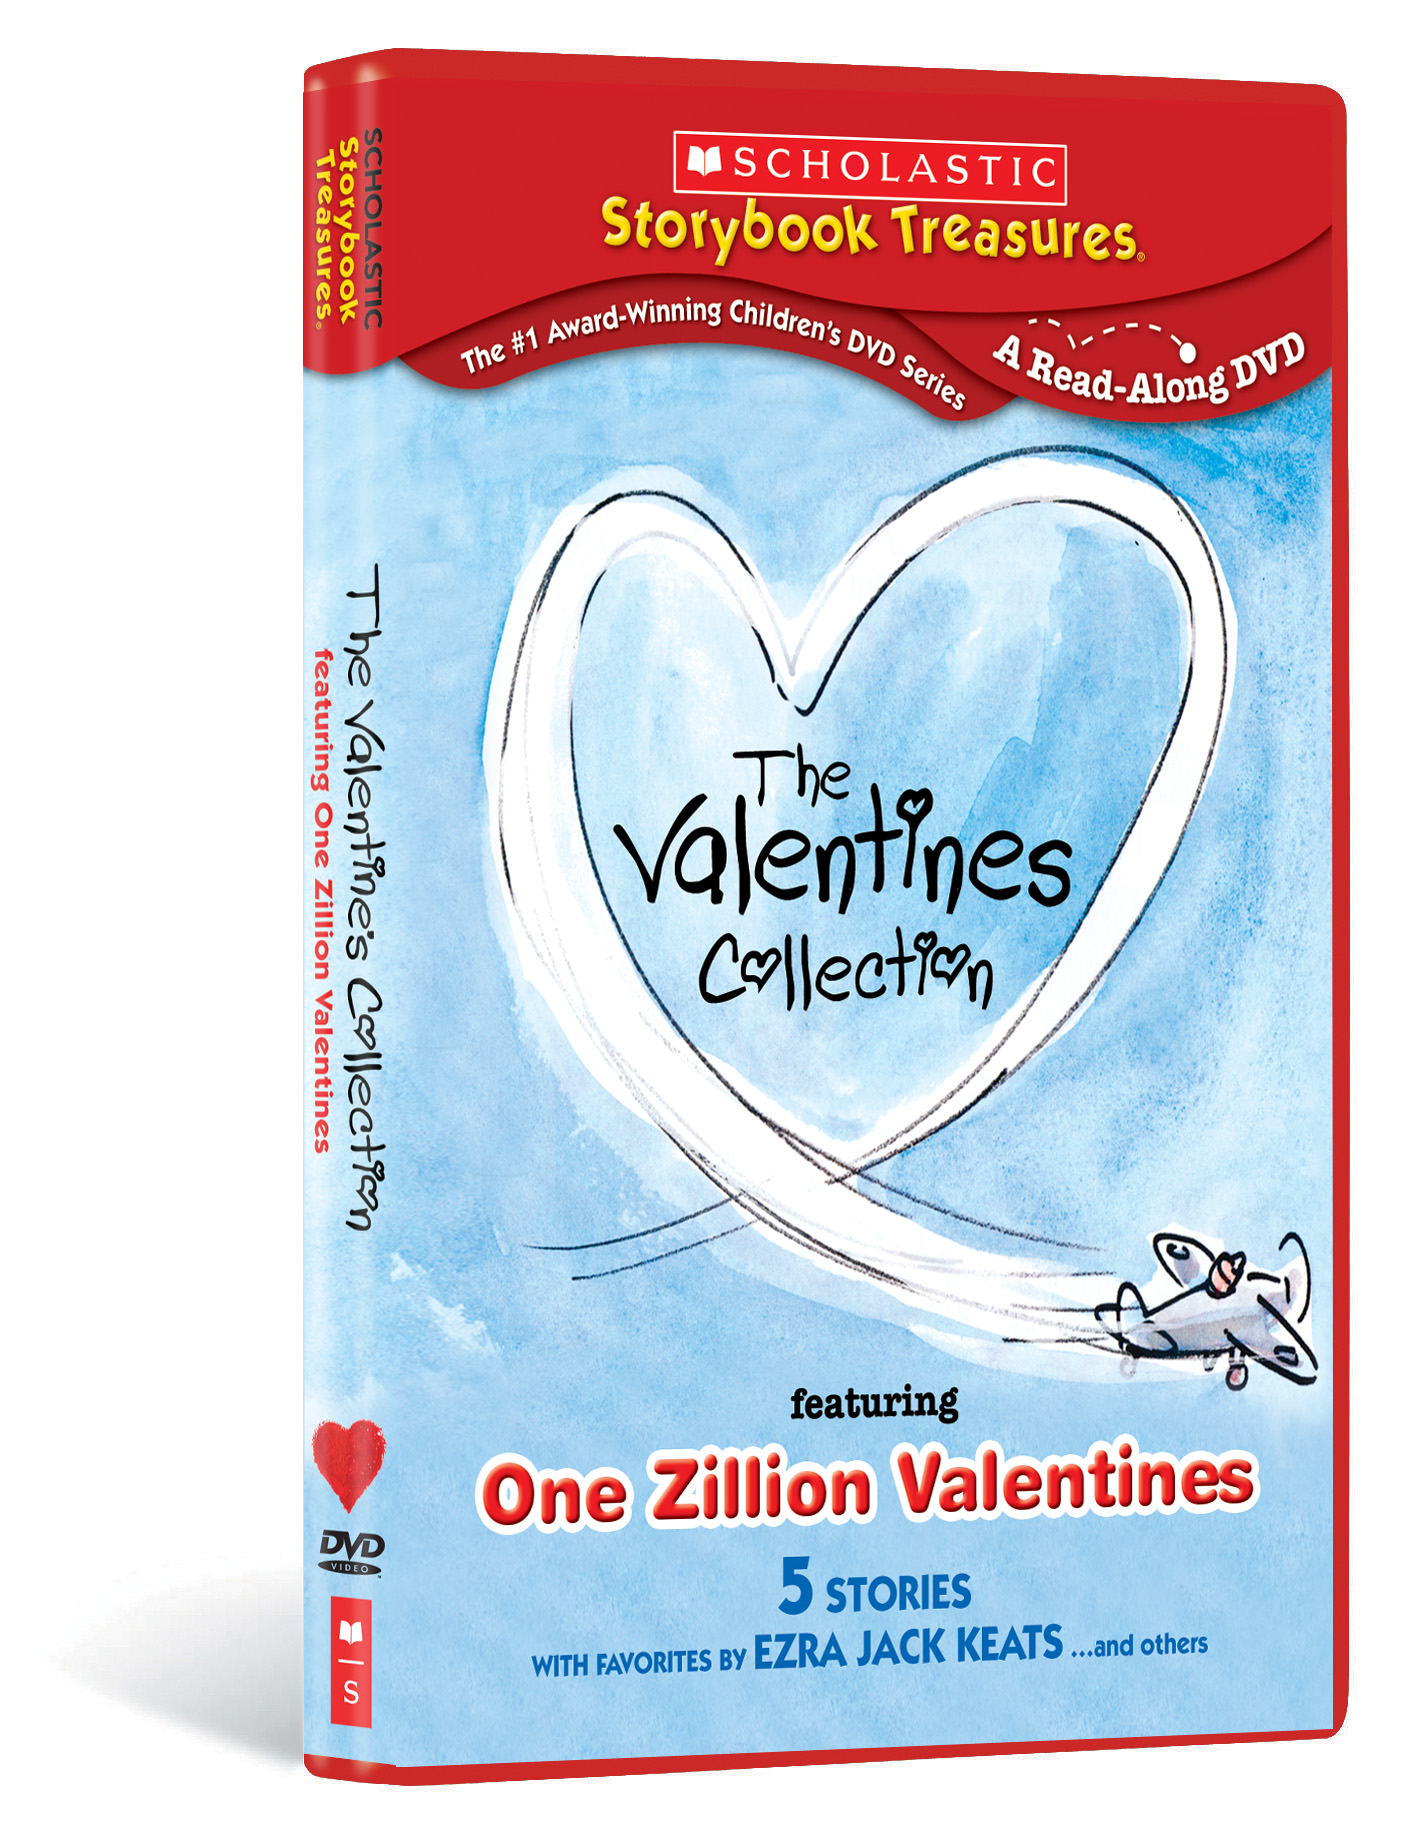 SCHOLASTIC
Storybook Treasures®
The #1 Award-Winning Children's DVD Series
A Read-Along DVD
The
Valentines
Collection
featuring
One Zillion Valentines
5 STORIES
WITH FAVORITES BY EZRA JACK KEATS ...and others
SCHOLASTIC
Storybook
Treasures®
The Valentine's Collection
featuring One Zillion Valentines
DVD
VIDEO
S